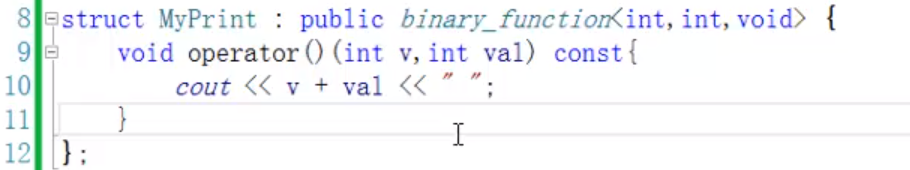 8 struct MyPrint : public binary_function<int,int,void> {
9 void operator()(int v,int val) const{
10 cout << v + val << " ";
11 }
12 };